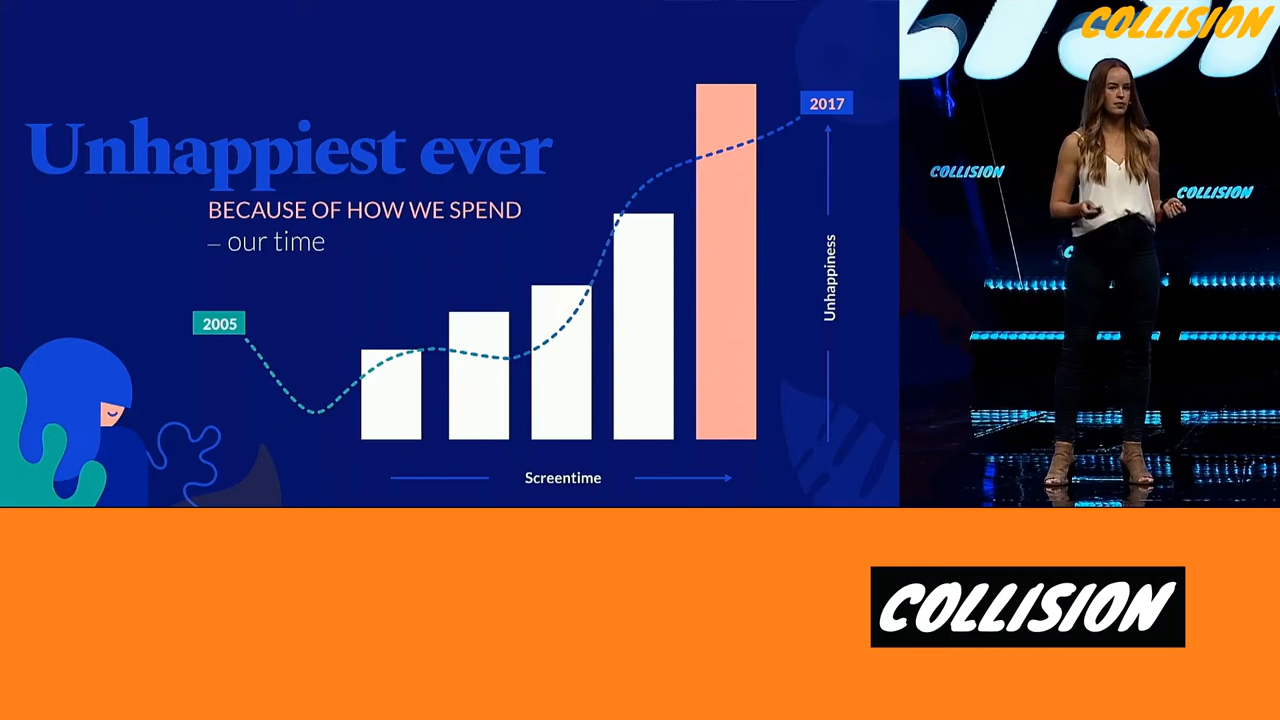 Unhappiest ever
BECAUSE OF HOW WE SPEND
– our time
2005
2017
Unhappiness
Screentime
COLLISION
COLLISION
COLLISION
COLLISION